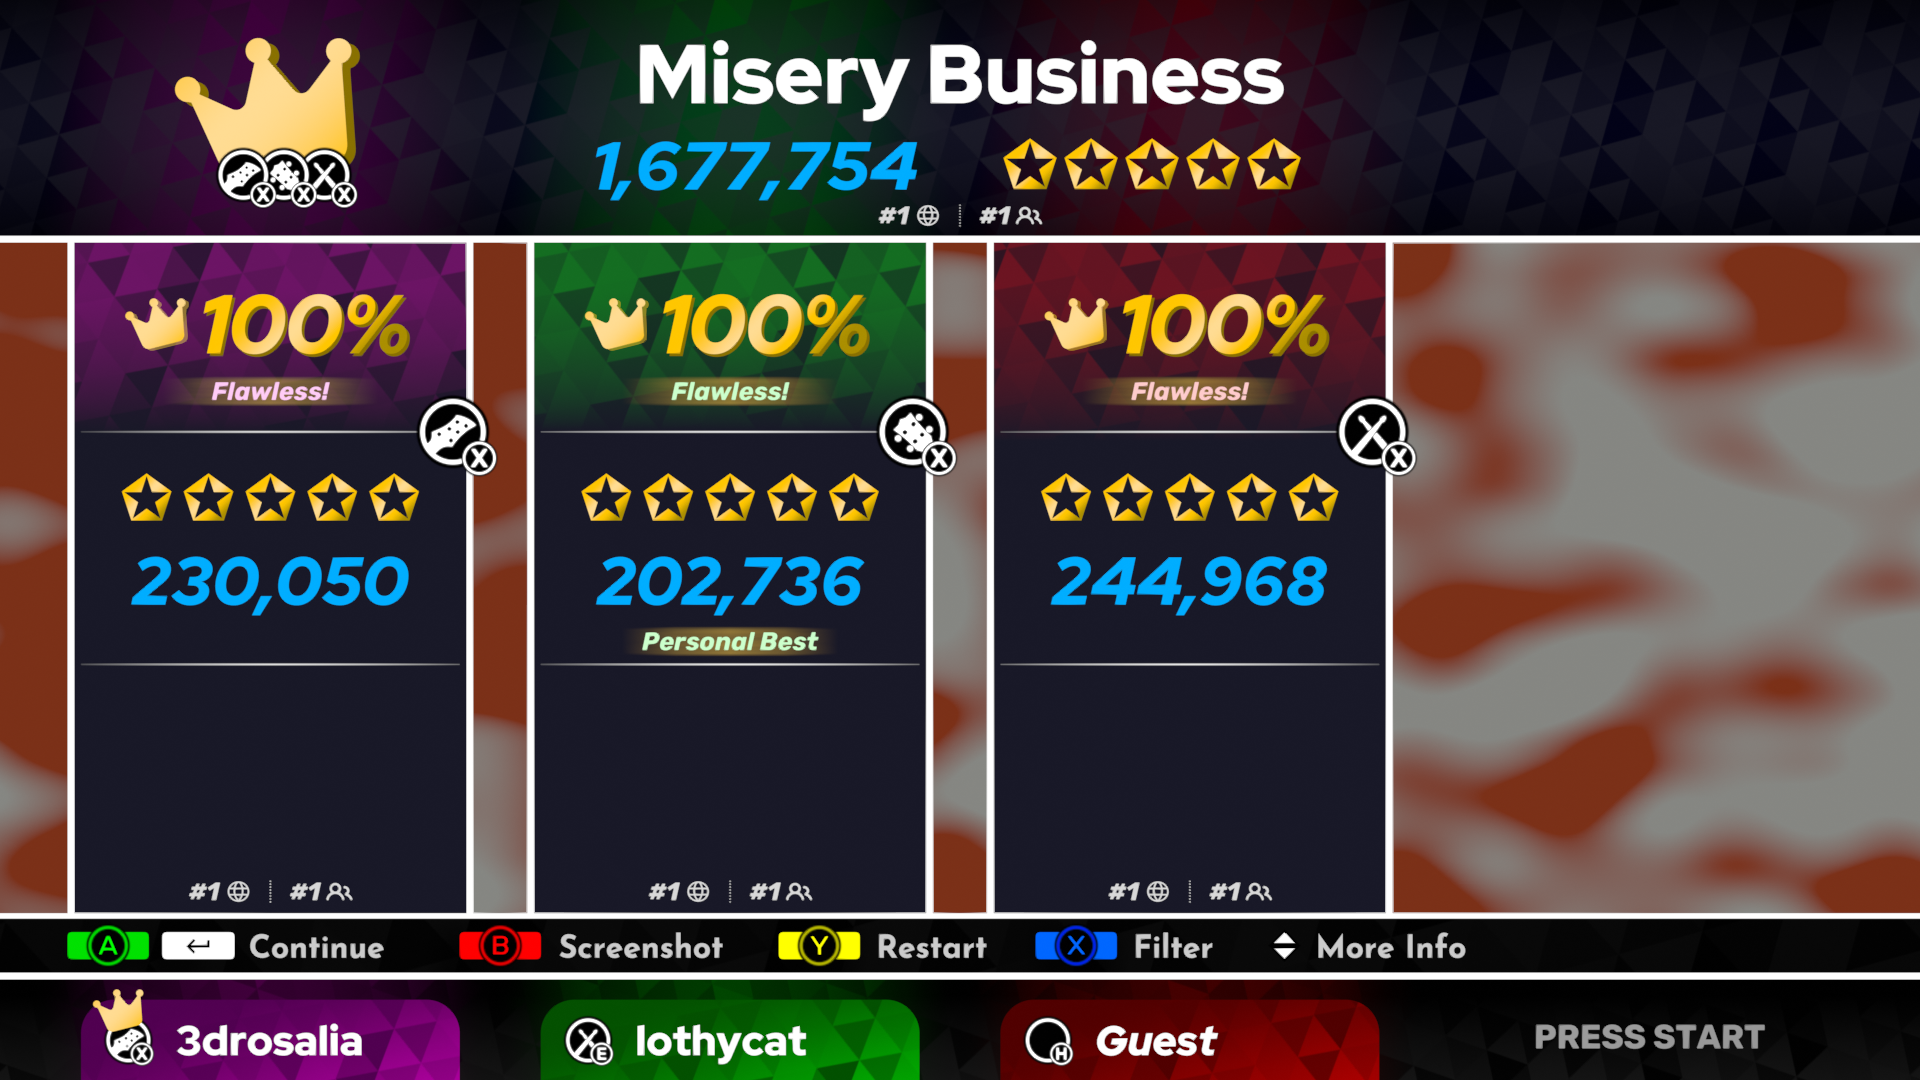 Misery Business
1,677,754
#1 #1
X X X
100%
Flawless!
X
230,050
#1 #1
100%
Flawless!
X
202,736
Personal Best
#1 #1
100%
Flawless!
X
244,968
#1 #1
A Continue B Screenshot Y Restart X Filter More Info
X 3drosalia E lothycat H Guest PRESS START